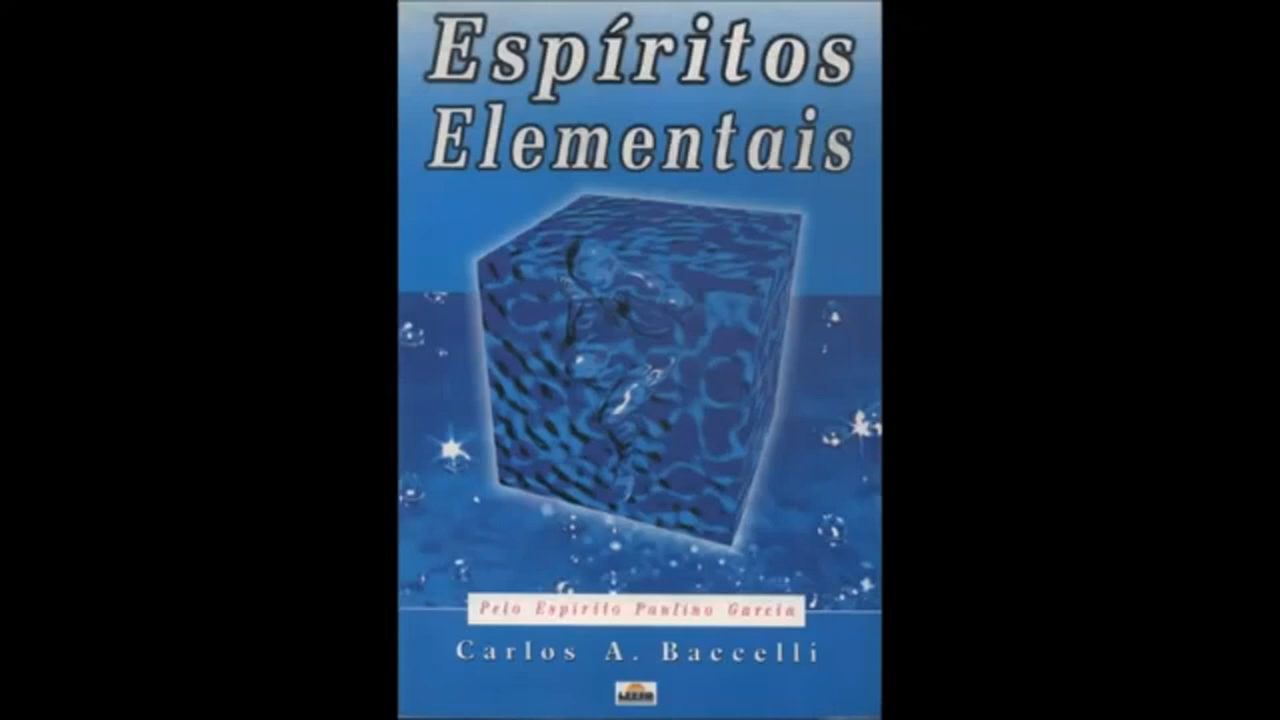 Espíritos
Elementais
Pelo Espírito Paulino Garcia
Carlos A. Baccelli